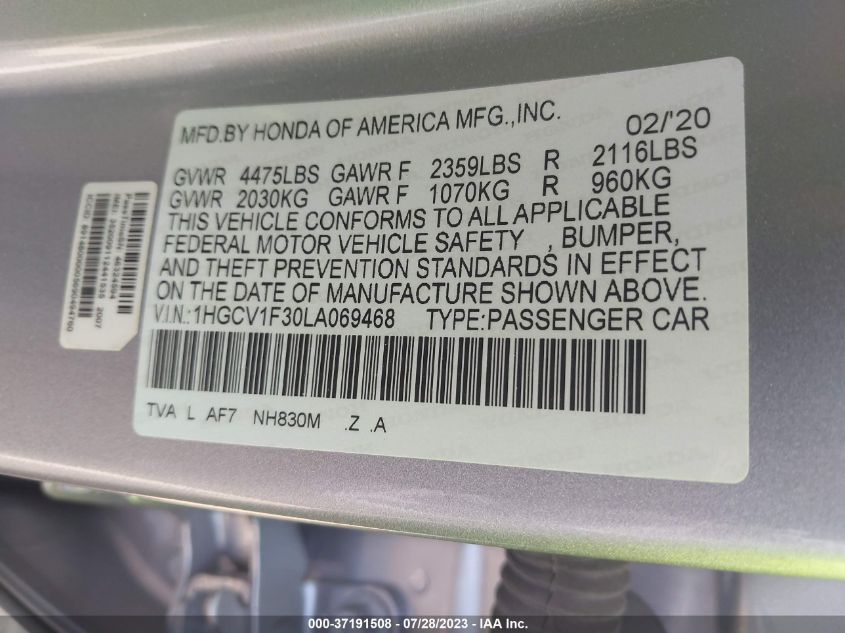 MFD.BY HONDA OF AMERICA MFG.,INC. 02/'20
GVWR 4475LBS GAWR F 2359LBS R 2116LBS
GVWR 2030KG GAWR F 1070KG R 960KG
THIS VEHICLE CONFORMS TO ALL APPLICABLE
FEDERAL MOTOR VEHICLE SAFETY , BUMPER,
AND THEFT PREVENTION STANDARDS IN EFFECT
ON THE DATE OF MANUFACTURE SHOWN ABOVE.
V.I.N.:1HGCV1F30LA069468 TYPE:PASSENGER CAR
TVA L AF7 NH830M .Z .A
2007
000-37191508 / 07/28/2023 - IAA Inc.